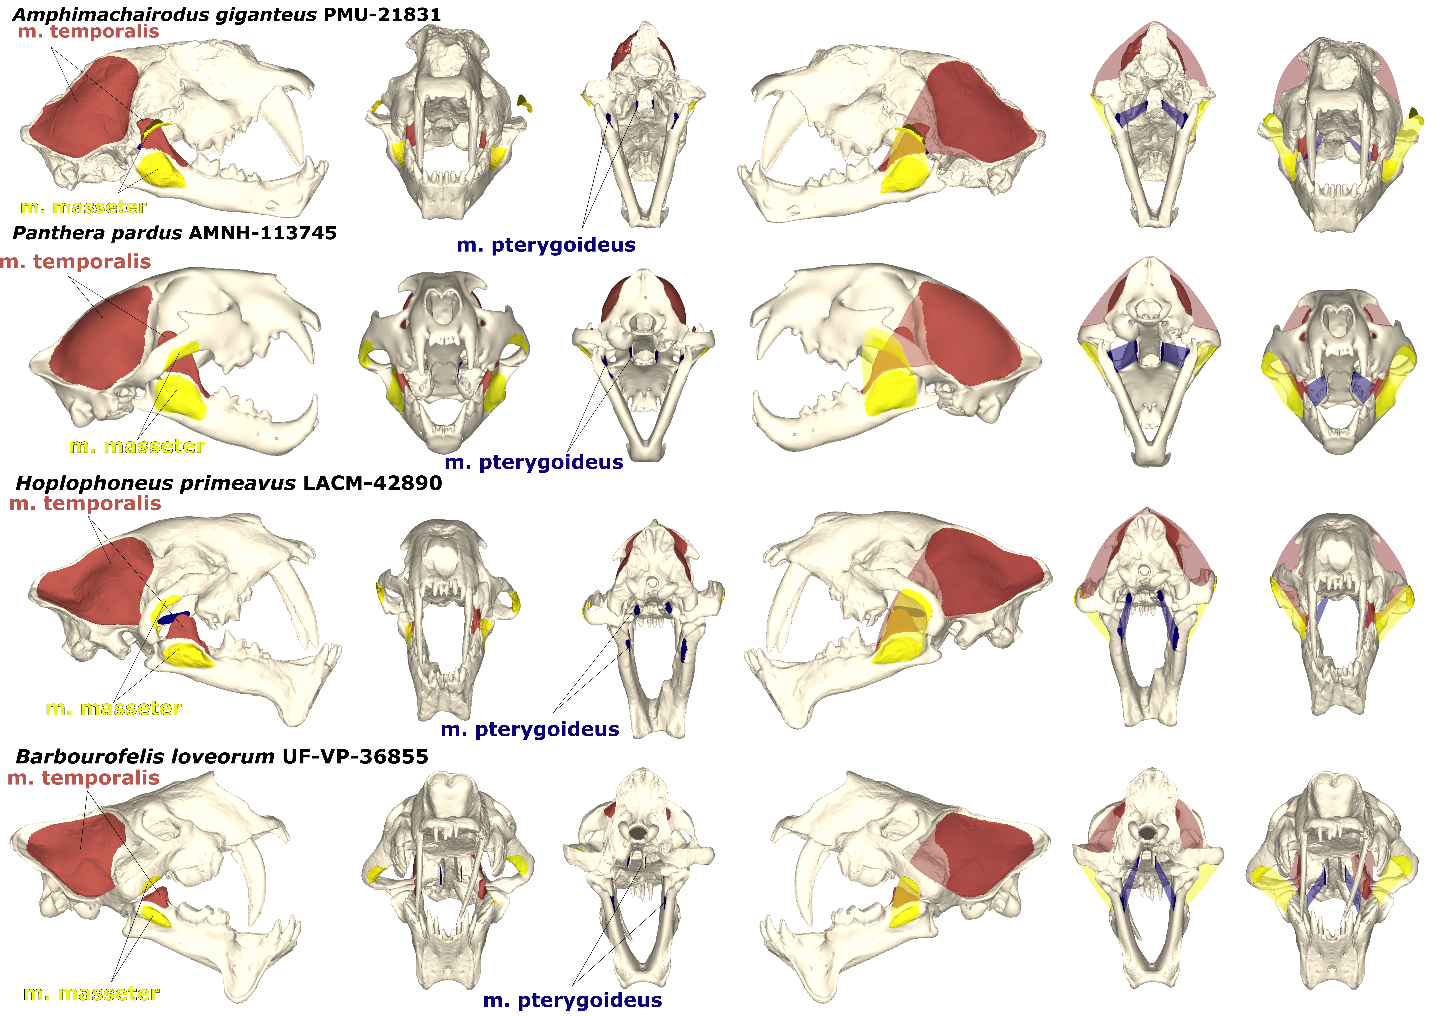 Amphimachairodus giganteus PMU-21831
m. temporalis
m. masseter
m. pterygoideus
Panthera pardus AMNH-113745
m. temporalis
m. masseter
m. pterygoideus
Hoplophoneus primeavus LACM-42890
m. temporalis
m. masseter
m. pterygoideus
Barbourofelis loveorum UF-VP-36855
m. temporalis
m. masseter
m. pterygoideus